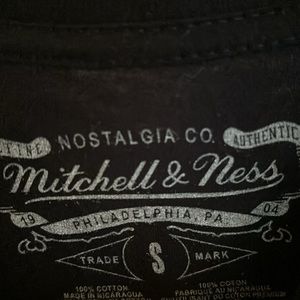 NOSTALGIA CO.
AUTHENTIC
Mitchell & Ness
19 04
PHILADELPHIA, PA.
TRADE S MARK
100% COTTON
MADE IN NICARAGUA
100% COTON
FABRIQUÉ AU NICARAGUA